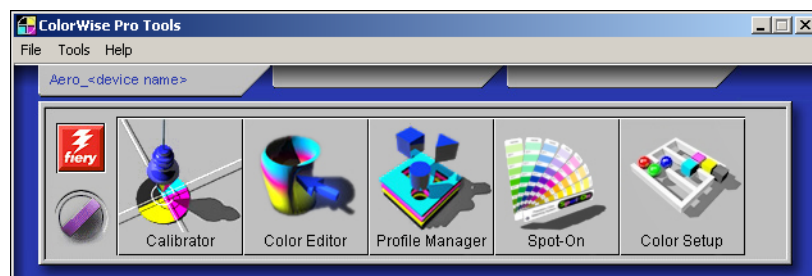 ColorWise Pro Tools
File Tools Help
Aero_<device name>
fiery
Calibrator Color Editor Profile Manager Spot-On Color Setup